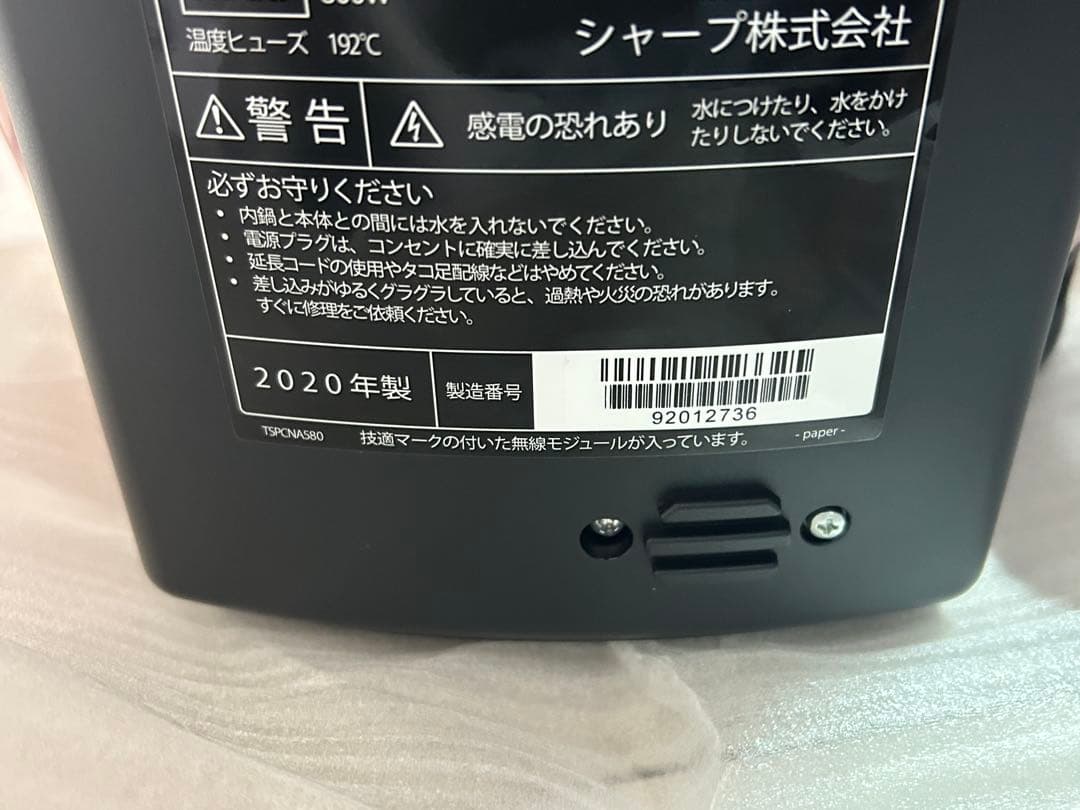 温度ヒューズ 192℃
シャープ株式会社
警告
感電の恐れあり
水につけたり、水をかけ
たりしないでください。
必ずお守りください
• 内鍋と本体との間には水を入れないでください。
• 電源プラグは、コンセントに確実に差し込んでください。
• 延長コードの使用やタコ足配線などはやめてください。
• 差し込みがゆるくグラグラしていると、過熱や火災の恐れがあります。
すぐに修理をご依頼ください。
2020年製
製造番号
92012736
TSPCNA580
技適マークの付いた無線モジュールが入っています。
- paper -